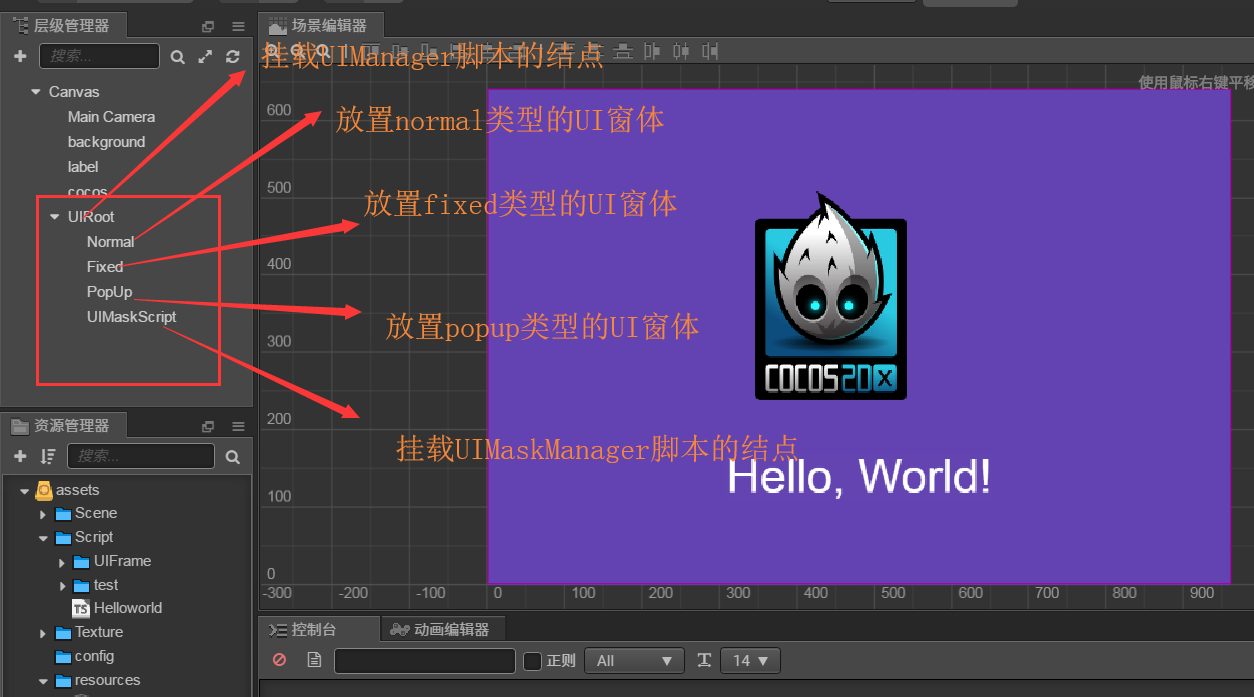 层级管理器
搜索...
Canvas
Main Camera
background
label
cocos
UIRoot
Normal
Fixed
PopUp
UIMaskScript
资源管理器
搜索...
assets
Scene
Script
UIFrame
test
TS Helloworld
Texture
config
resources
场景编辑器
挂载UIManager脚本的结点
使用鼠标右键平移
放置normal类型的UI窗体
放置fixed类型的UI窗体
放置popup类型的UI窗体
挂载UIMaskManager脚本的结点
COCOS2DX
Hello, World!
600
500
400
300
200
100
0
-300 -200 -100 0 100 200 300 400 500 600 700 800 900
控制台 动画编辑器
正则 All 14